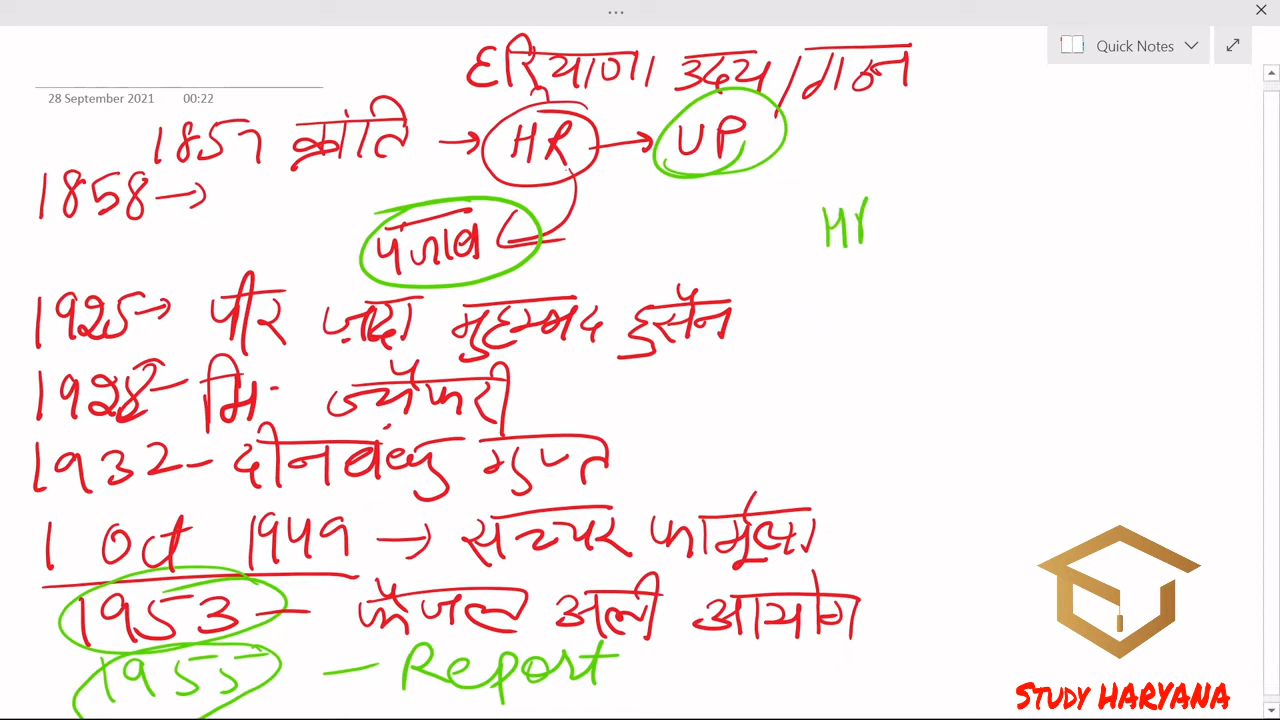 Quick Notes
हरियाणा उदय / गठन
28 September 2021 00:22
1857 क्रांति → HR → UP
1858 →
पंजाब
HR
1925 → पीर ज़ादा मुहम्मद हुसैन
1928 - मि. ज्यॉफरी
1932 - दीनबंधु गुप्त
1 Oct 1949 → सच्चर फार्मूला
1953 - फैजल अली आयोग
1955 - Report
STUDY HARYANA